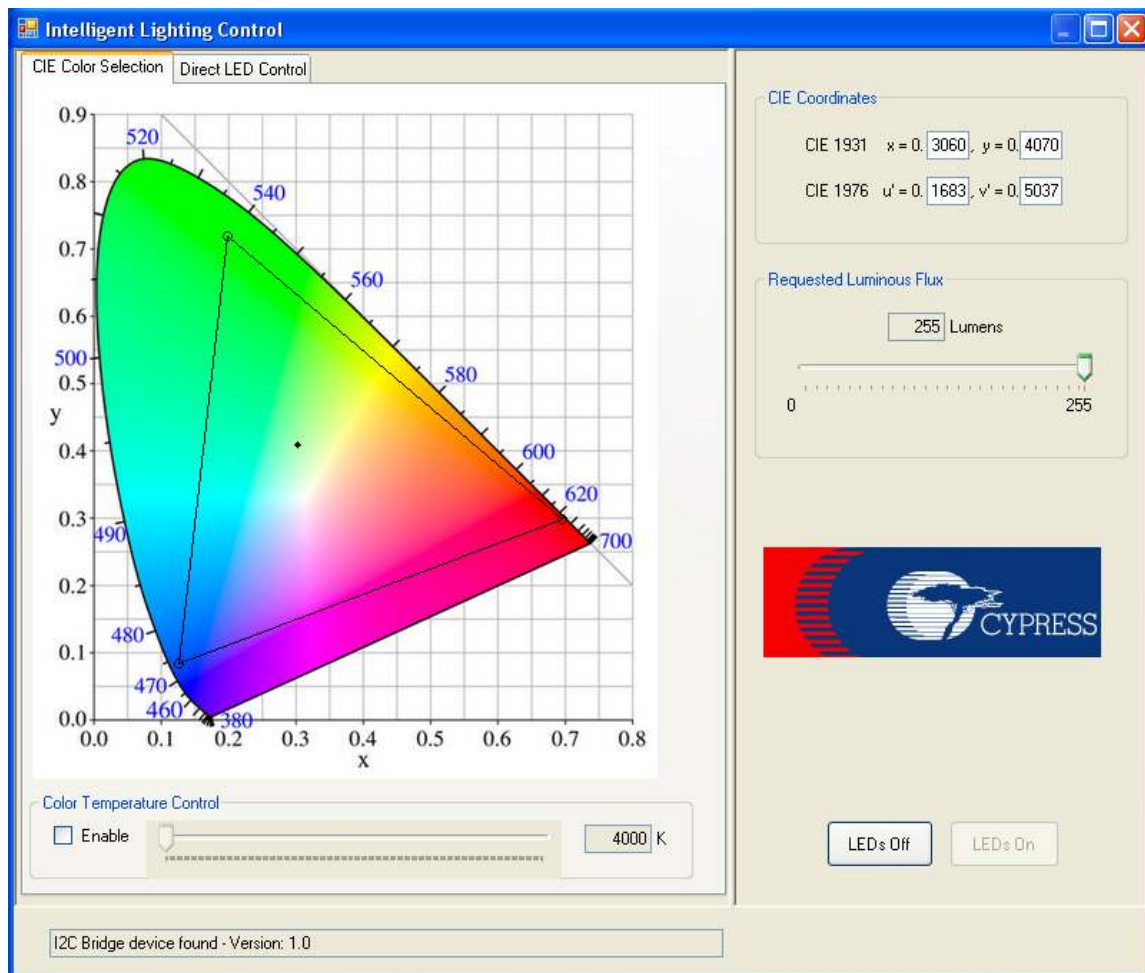 Intelligent Lighting Control
CIE Color Selection
Direct LED Control
0.9
0.8
0.7
0.6
0.5
0.4
0.3
0.2
0.1
0.0
y
0.0 0.1 0.2 0.3 0.4 0.5 0.6 0.7 0.8
x
520
540
560
580
600
620
700
500
490
480
470
460
380
Color Temperature Control
Enable
4000 K
CIE Coordinates
CIE 1931 x = 0. 3060, y = 0. 4070
CIE 1976 u' = 0. 1683, v' = 0. 5037
Requested Luminous Flux
255 Lumens
0 255
CYPRESS
LEDs Off
LEDs On
I2C Bridge device found - Version: 1.0